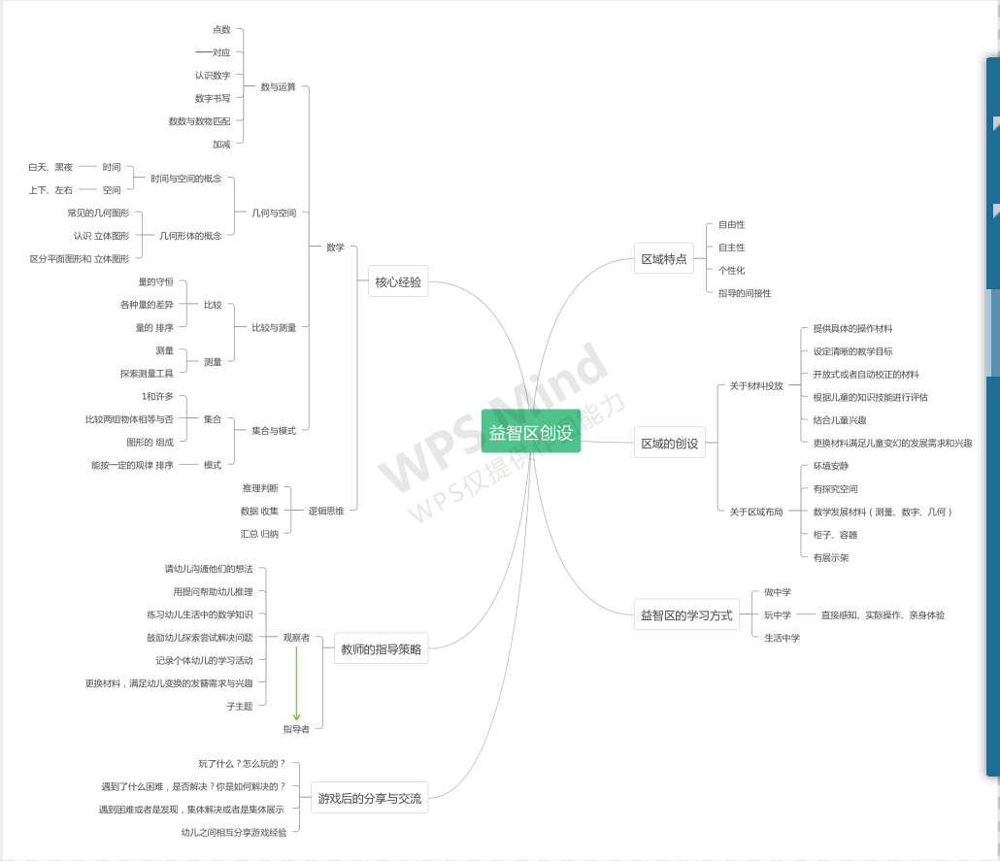 益智区创设
核心经验
数学
数与运算
点数
一一对应
认识数字
数字书写
数数与数物匹配
加减
几何与空间
时间与空间的概念
时间
白天、黑夜
空间
上下、左右
几何形体的概念
常见的几何图形
认识 立体图形
区分平面图形和 立体图形
比较与测量
比较
量的守恒
各种量的差异
量的 排序
测量
测量
探索测量工具
集合与模式
集合
1和许多
比较两组物体相等与否
图形的 组成
模式
能按一定的规律 排序
逻辑思维
推理判断
数据 收集
汇总 归纳
教师的指导策略
观察者
请幼儿沟通他们的想法
用提问帮助幼儿推理
练习幼儿生活中的数学知识
鼓励幼儿探索尝试解决问题
记录个体幼儿的学习活动
更换材料，满足幼儿变换的发簪需求与兴趣
子主题
指导者
游戏后的分享与交流
玩了什么？怎么玩的？
遇到了什么困难，是否解决？你是如何解决的？
遇到困难或者是发现，集体解决或者是集体展示
幼儿之间相互分享游戏经验
区域特点
自由性
自主性
个性化
指导的间接性
区域的创设
关于材料投放
提供具体的操作材料
设定清晰的教学目标
开放式或者自动校正的材料
根据儿童的知识技能进行评估
结合儿童兴趣
更换材料满足儿童变幻的发展需求和兴趣
关于区域布局
环境安静
有探究空间
数学发展材料（测量、数字、几何）
柜子、容器
有展示架
益智区的学习方式
做中学
玩中学
直接感知、实际操作、亲身体验
生活中学
WPS Mind
WPS仅提供作图能力